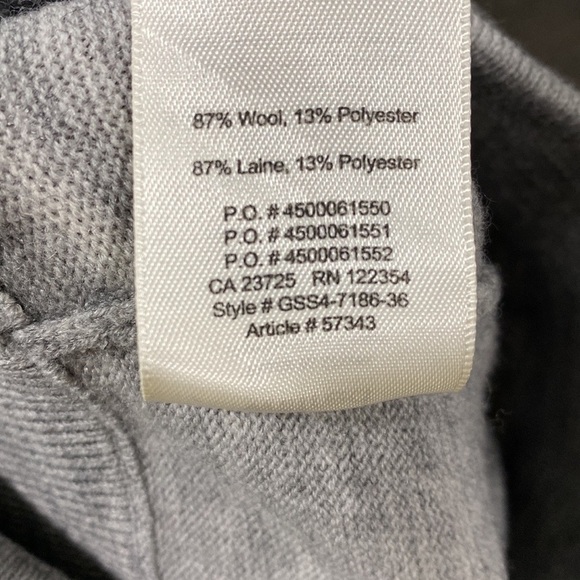 87% Wool, 13% Polyester
87% Laine, 13% Polyester
P.O. # 4500061550
P.O. # 4500061551
P.O. # 4500061552
CA 23725 RN 122354
Style # GSS4-7186-36
Article # 57343